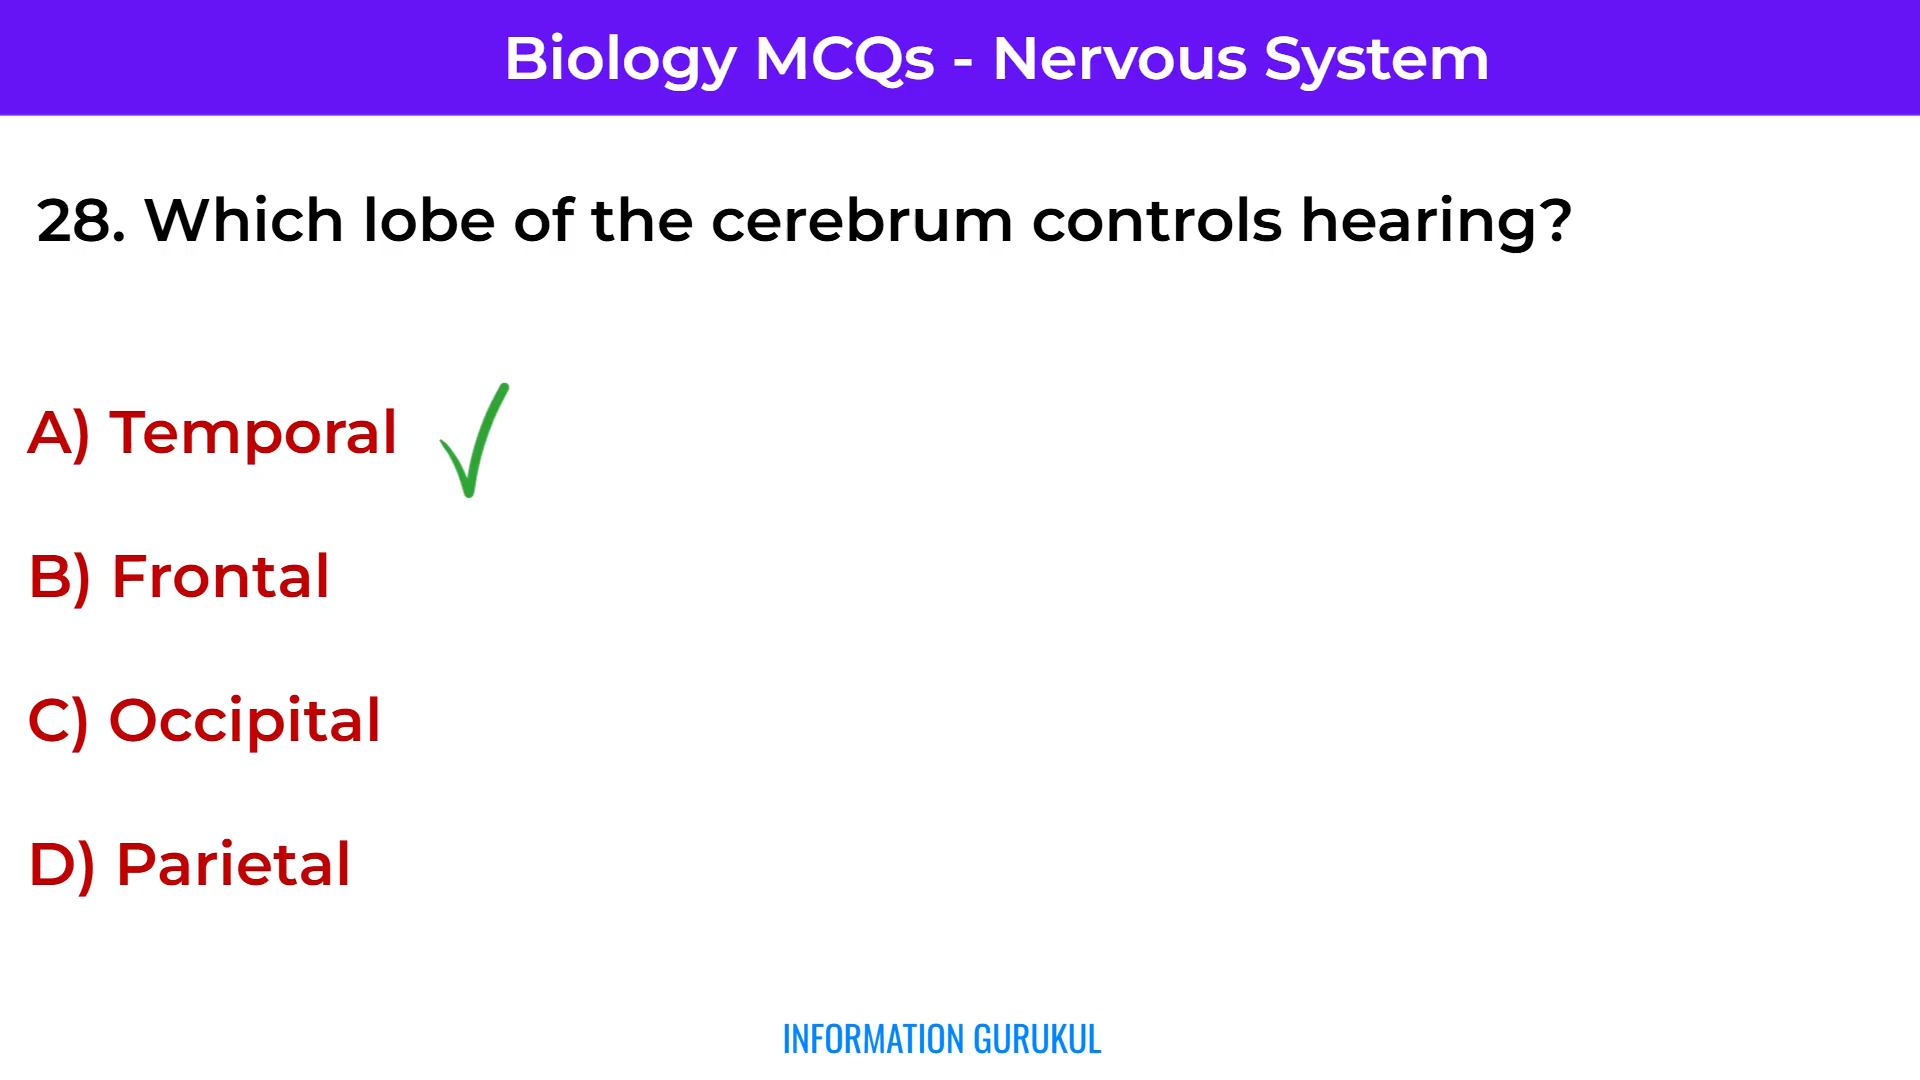 Biology MCQs - Nervous System
28. Which lobe of the cerebrum controls hearing?
A) Temporal
B) Frontal
C) Occipital
D) Parietal
INFORMATION GURUKUL